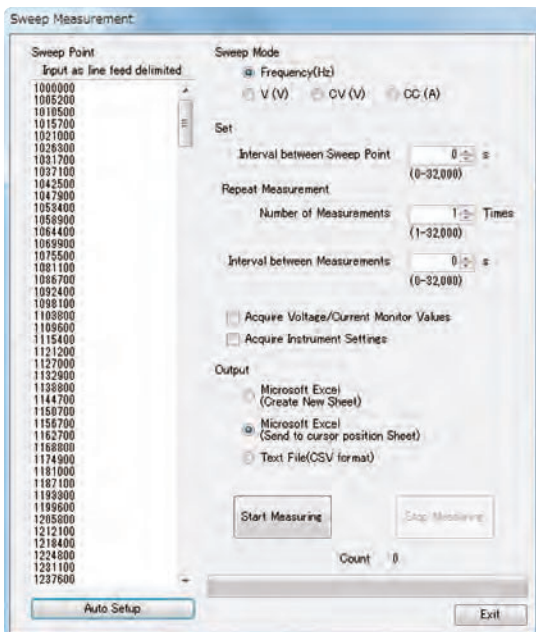 Sweep Measurement
Sweep Point
Input as line feed delimited
1000000
1005200
1010500
1015700
1021000
1026300
1031700
1037100
1042500
1047900
1053400
1058900
1064400
1069900
1075500
1081100
1086700
1092400
1098100
1103800
1109600
1115400
1121200
1127000
1132900
1138800
1144700
1150700
1156700
1162700
1168800
1174900
1181000
1187100
1193300
1199600
1205800
1212100
1218400
1224800
1231100
1237600
Auto Setup
Sweep Mode
Frequency(Hz)
V (V) CV (V) CC (A)
Set
Interval between Sweep Point 0 s
(0-32,000)
Repeat Measurement
Number of Measurements 1 Times
(1-32,000)
Interval between Measurements 0 s
(0-32,000)
Acquire Voltage/Current Monitor Values
Acquire Instrument Settings
Output
Microsoft Excel
(Create New Sheet)
Microsoft Excel
(Send to cursor position Sheet)
Text File(CSV format)
Start Measuring Stop Measuring
Count 0
Exit